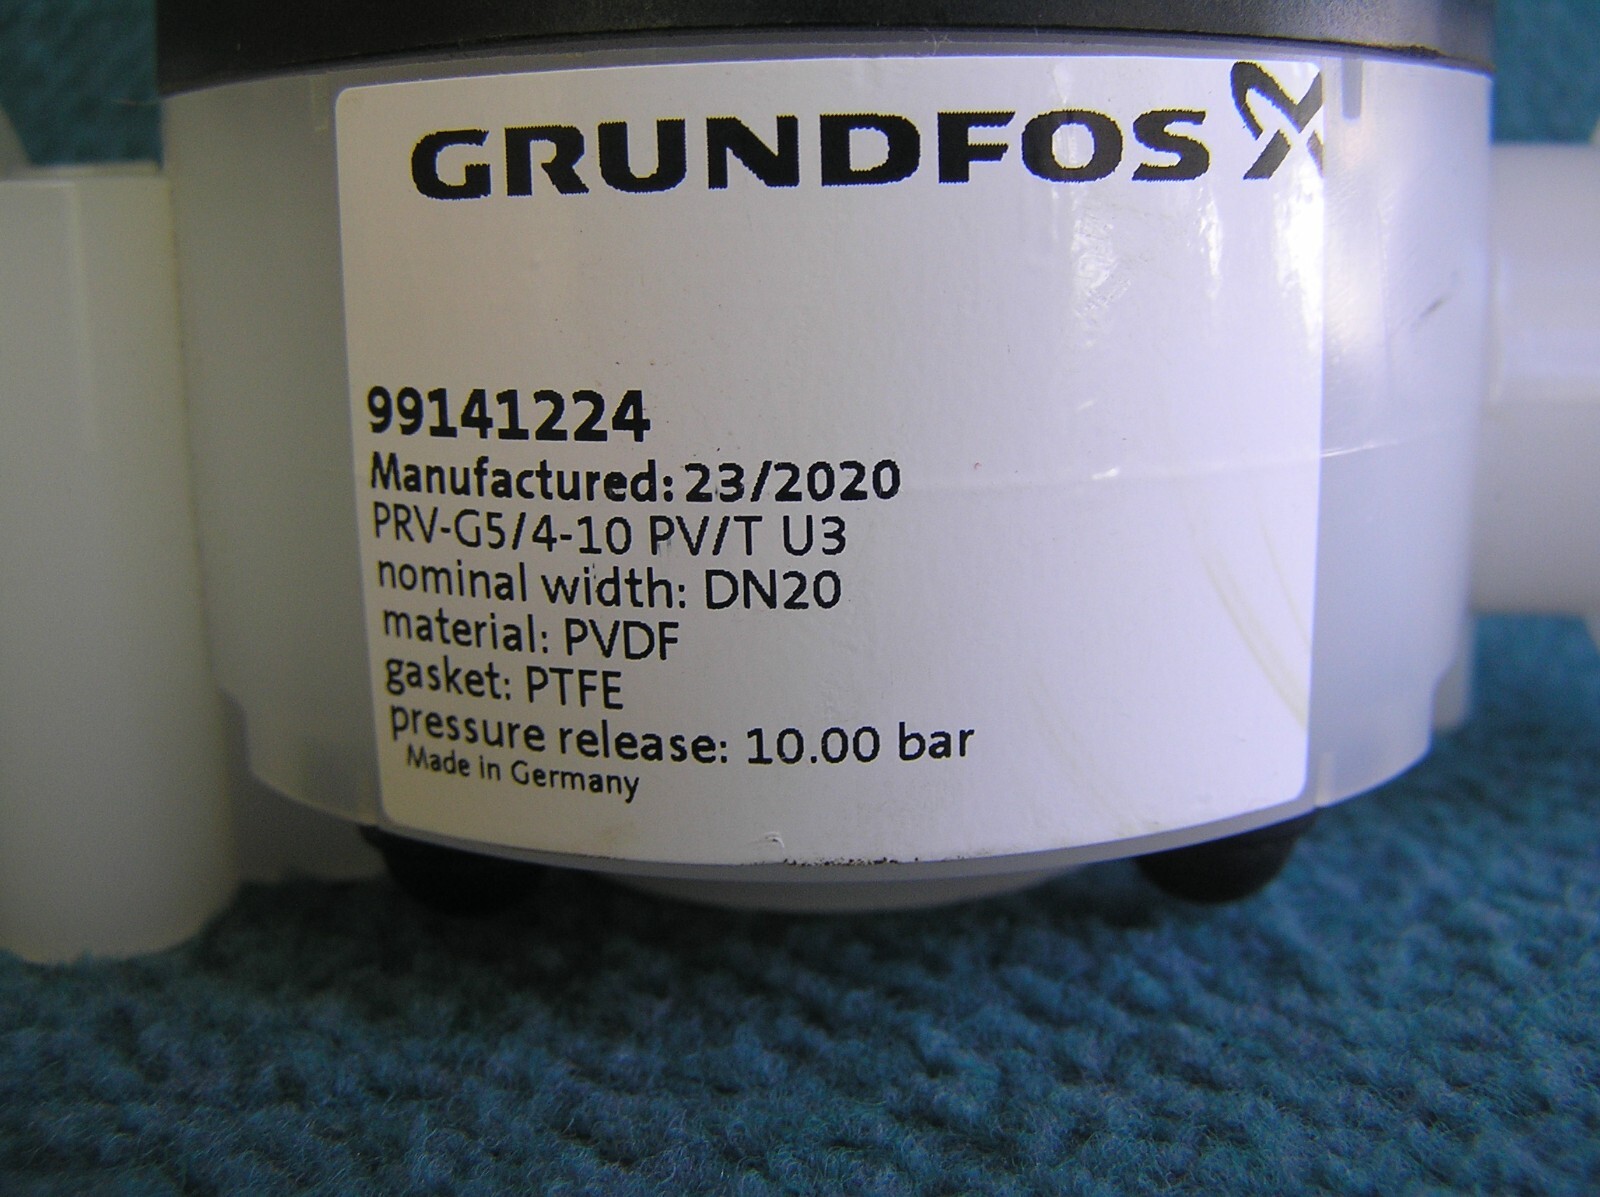 GRUNDFOS
99141224
Manufactured: 23/2020
PRV-G5/4-10 PV/T U3
nominal width: DN20
material: PVDF
gasket: PTFE
pressure release: 10.00 bar
Made in Germany